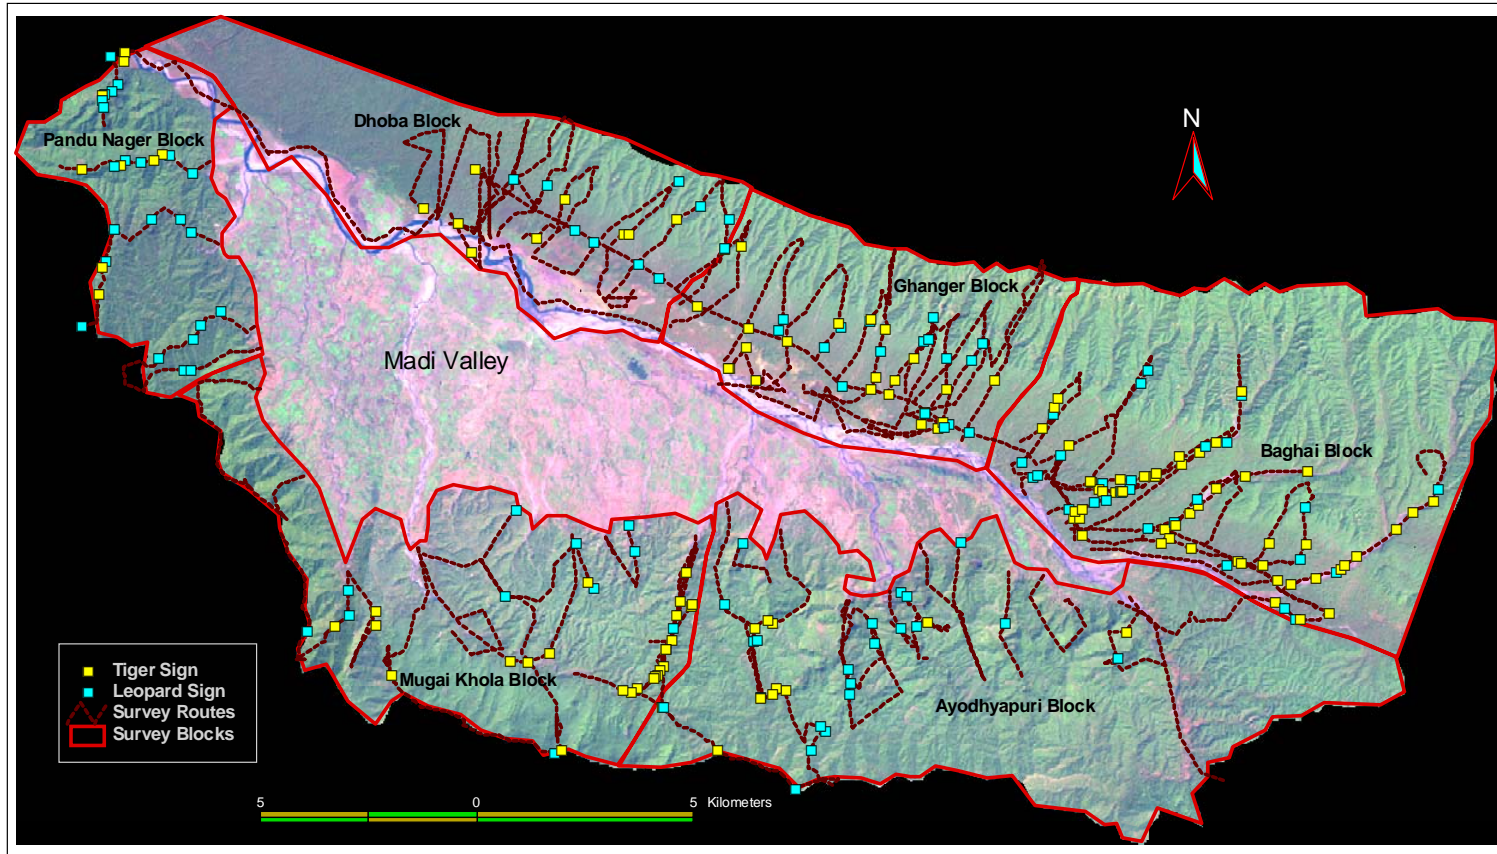 Dhoba Block
N
Pandu Nager Block
Ghanger Block
Madi Valley
Baghai Block
Tiger Sign
Leopard Sign
Survey Routes
Survey Blocks
Mugai Khola Block
Ayodhyapuri Block
5 0 5 Kilometers